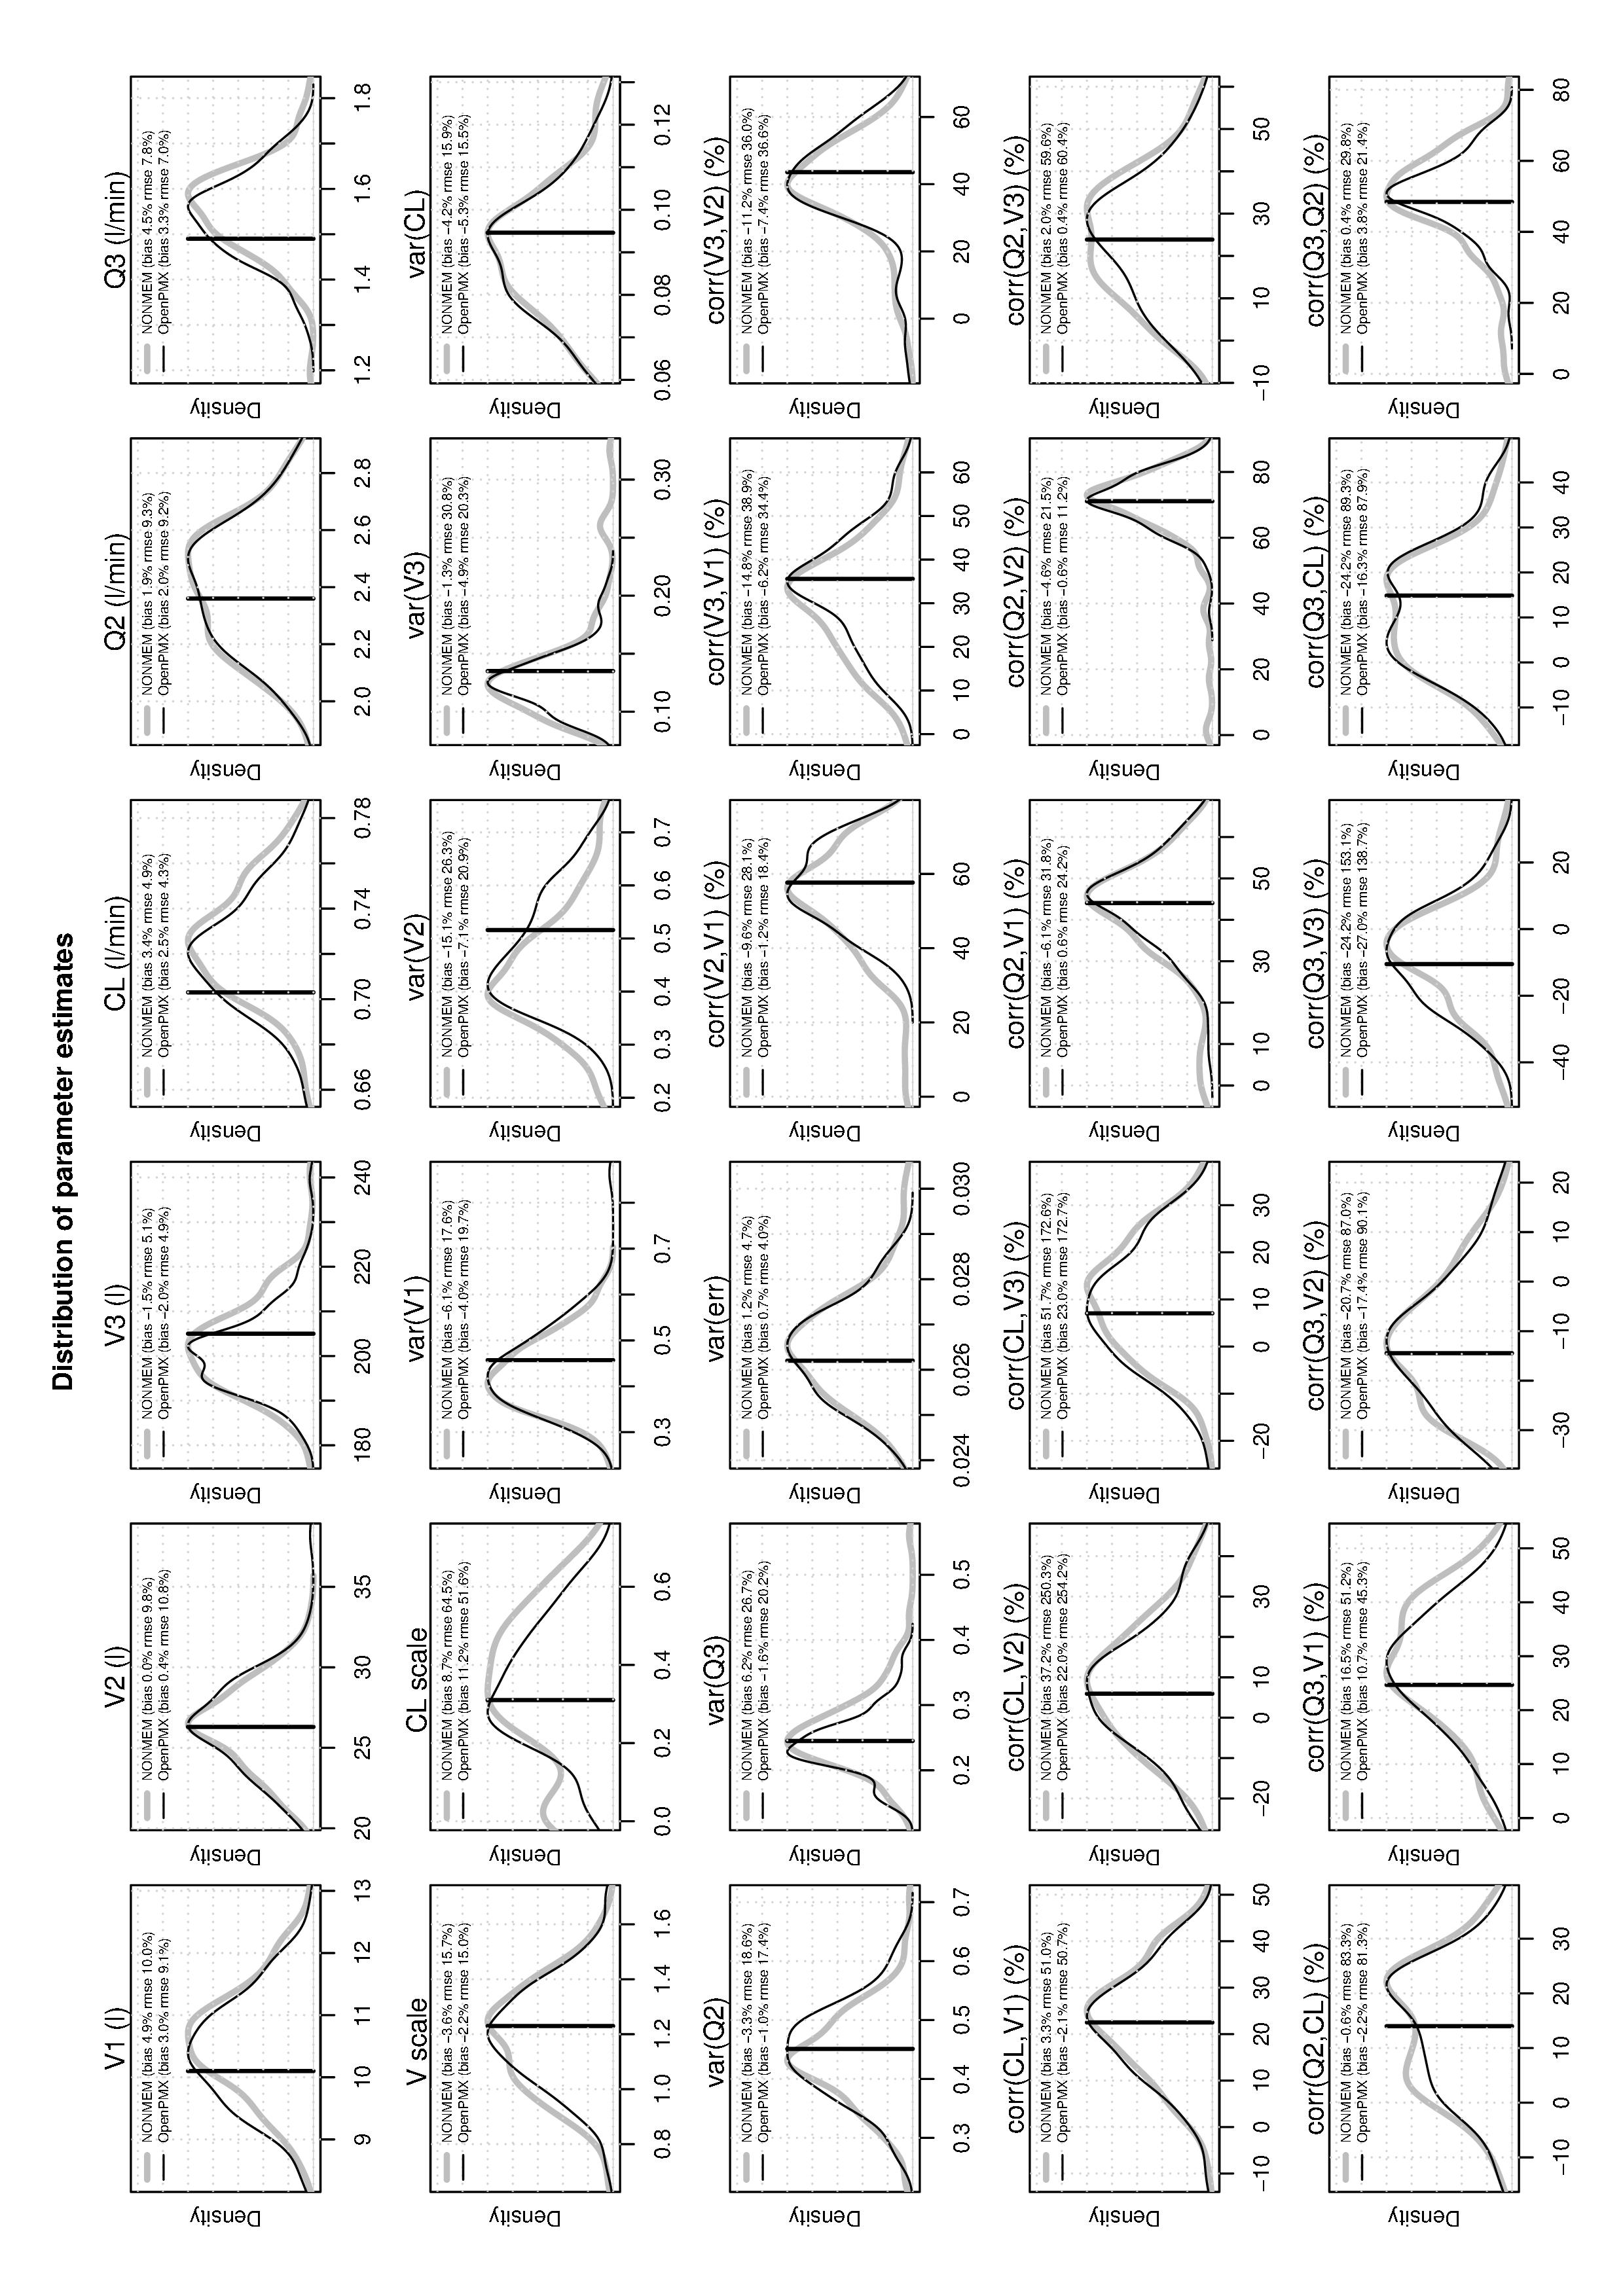 Distribution of parameter estimates
V1 (l)
NONMEM (bias 4.9% rmse 10.0%)
OpenPMX (bias 3.0% rmse 9.1%)
Density
9 10 11 12 13
V2 (l)
NONMEM (bias 0.0% rmse 9.8%)
OpenPMX (bias 0.4% rmse 10.8%)
Density
20 25 30 35
V3 (l)
NONMEM (bias −1.5% rmse 5.1%)
OpenPMX (bias −2.0% rmse 4.9%)
Density
180 200 220 240
CL (l/min)
NONMEM (bias 3.4% rmse 4.9%)
OpenPMX (bias 2.5% rmse 4.3%)
Density
0.66 0.70 0.74 0.78
Q2 (l/min)
NONMEM (bias 1.9% rmse 9.3%)
OpenPMX (bias 2.0% rmse 9.2%)
Density
2.0 2.2 2.4 2.6 2.8
Q3 (l/min)
NONMEM (bias 4.5% rmse 7.8%)
OpenPMX (bias 3.3% rmse 7.0%)
Density
1.2 1.4 1.6 1.8
V scale
NONMEM (bias −3.6% rmse 15.7%)
OpenPMX (bias −2.2% rmse 15.0%)
Density
0.8 1.0 1.2 1.4 1.6
CL scale
NONMEM (bias 8.7% rmse 64.5%)
OpenPMX (bias 11.2% rmse 51.6%)
Density
0.0 0.2 0.4 0.6
var(V1)
NONMEM (bias −6.1% rmse 17.6%)
OpenPMX (bias −4.0% rmse 19.7%)
Density
0.3 0.5 0.7
var(V2)
NONMEM (bias −15.1% rmse 26.3%)
OpenPMX (bias −7.1% rmse 20.9%)
Density
0.2 0.3 0.4 0.5 0.6 0.7
var(V3)
NONMEM (bias −1.3% rmse 30.8%)
OpenPMX (bias −4.9% rmse 20.3%)
Density
0.10 0.20 0.30
var(CL)
NONMEM (bias −4.2% rmse 15.9%)
OpenPMX (bias −5.3% rmse 15.5%)
Density
0.06 0.08 0.10 0.12
var(Q2)
NONMEM (bias −3.3% rmse 18.6%)
OpenPMX (bias −1.0% rmse 17.4%)
Density
0.3 0.4 0.5 0.6 0.7
var(Q3)
NONMEM (bias 6.2% rmse 26.7%)
OpenPMX (bias −1.6% rmse 20.2%)
Density
0.2 0.3 0.4 0.5
var(err)
NONMEM (bias 1.2% rmse 4.7%)
OpenPMX (bias 0.7% rmse 4.0%)
Density
0.024 0.026 0.028 0.030
corr(V2,V1) (%)
NONMEM (bias −9.6% rmse 28.1%)
OpenPMX (bias −1.2% rmse 18.4%)
Density
0 20 40 60
corr(V3,V1) (%)
NONMEM (bias −14.8% rmse 38.9%)
OpenPMX (bias −6.2% rmse 34.4%)
Density
0 10 20 30 40 50 60
corr(V3,V2) (%)
NONMEM (bias −11.2% rmse 36.0%)
OpenPMX (bias −7.4% rmse 36.6%)
Density
0 20 40 60
corr(CL,V1) (%)
NONMEM (bias 3.3% rmse 51.0%)
OpenPMX (bias −2.1% rmse 50.7%)
Density
−10 0 10 20 30 40 50
corr(CL,V2) (%)
NONMEM (bias 37.2% rmse 250.3%)
OpenPMX (bias 22.0% rmse 254.2%)
Density
−20 0 10 30
corr(CL,V3) (%)
NONMEM (bias 51.7% rmse 172.6%)
OpenPMX (bias 23.0% rmse 172.7%)
Density
−20 0 10 20 30
corr(Q2,V1) (%)
NONMEM (bias −6.1% rmse 31.8%)
OpenPMX (bias 0.6% rmse 24.2%)
Density
0 10 30 50
corr(Q2,V2) (%)
NONMEM (bias −4.6% rmse 21.5%)
OpenPMX (bias −0.6% rmse 11.2%)
Density
0 20 40 60 80
corr(Q2,V3) (%)
NONMEM (bias 2.0% rmse 59.6%)
OpenPMX (bias 0.4% rmse 60.4%)
Density
−10 10 30 50
corr(Q2,CL) (%)
NONMEM (bias −0.6% rmse 83.3%)
OpenPMX (bias −2.2% rmse 81.3%)
Density
−10 0 10 20 30
corr(Q3,V1) (%)
NONMEM (bias 16.5% rmse 51.2%)
OpenPMX (bias 10.7% rmse 45.3%)
Density
0 10 20 30 40 50
corr(Q3,V2) (%)
NONMEM (bias −20.7% rmse 87.0%)
OpenPMX (bias −17.4% rmse 90.1%)
Density
−30 −10 0 10 20
corr(Q3,V3) (%)
NONMEM (bias −24.2% rmse 153.1%)
OpenPMX (bias −27.0% rmse 138.7%)
Density
−40 −20 0 20
corr(Q3,CL) (%)
NONMEM (bias −24.2% rmse 89.3%)
OpenPMX (bias −16.3% rmse 87.9%)
Density
−10 0 10 20 30 40
corr(Q3,Q2) (%)
NONMEM (bias 0.4% rmse 29.8%)
OpenPMX (bias 3.8% rmse 21.4%)
Density
0 20 40 60 80